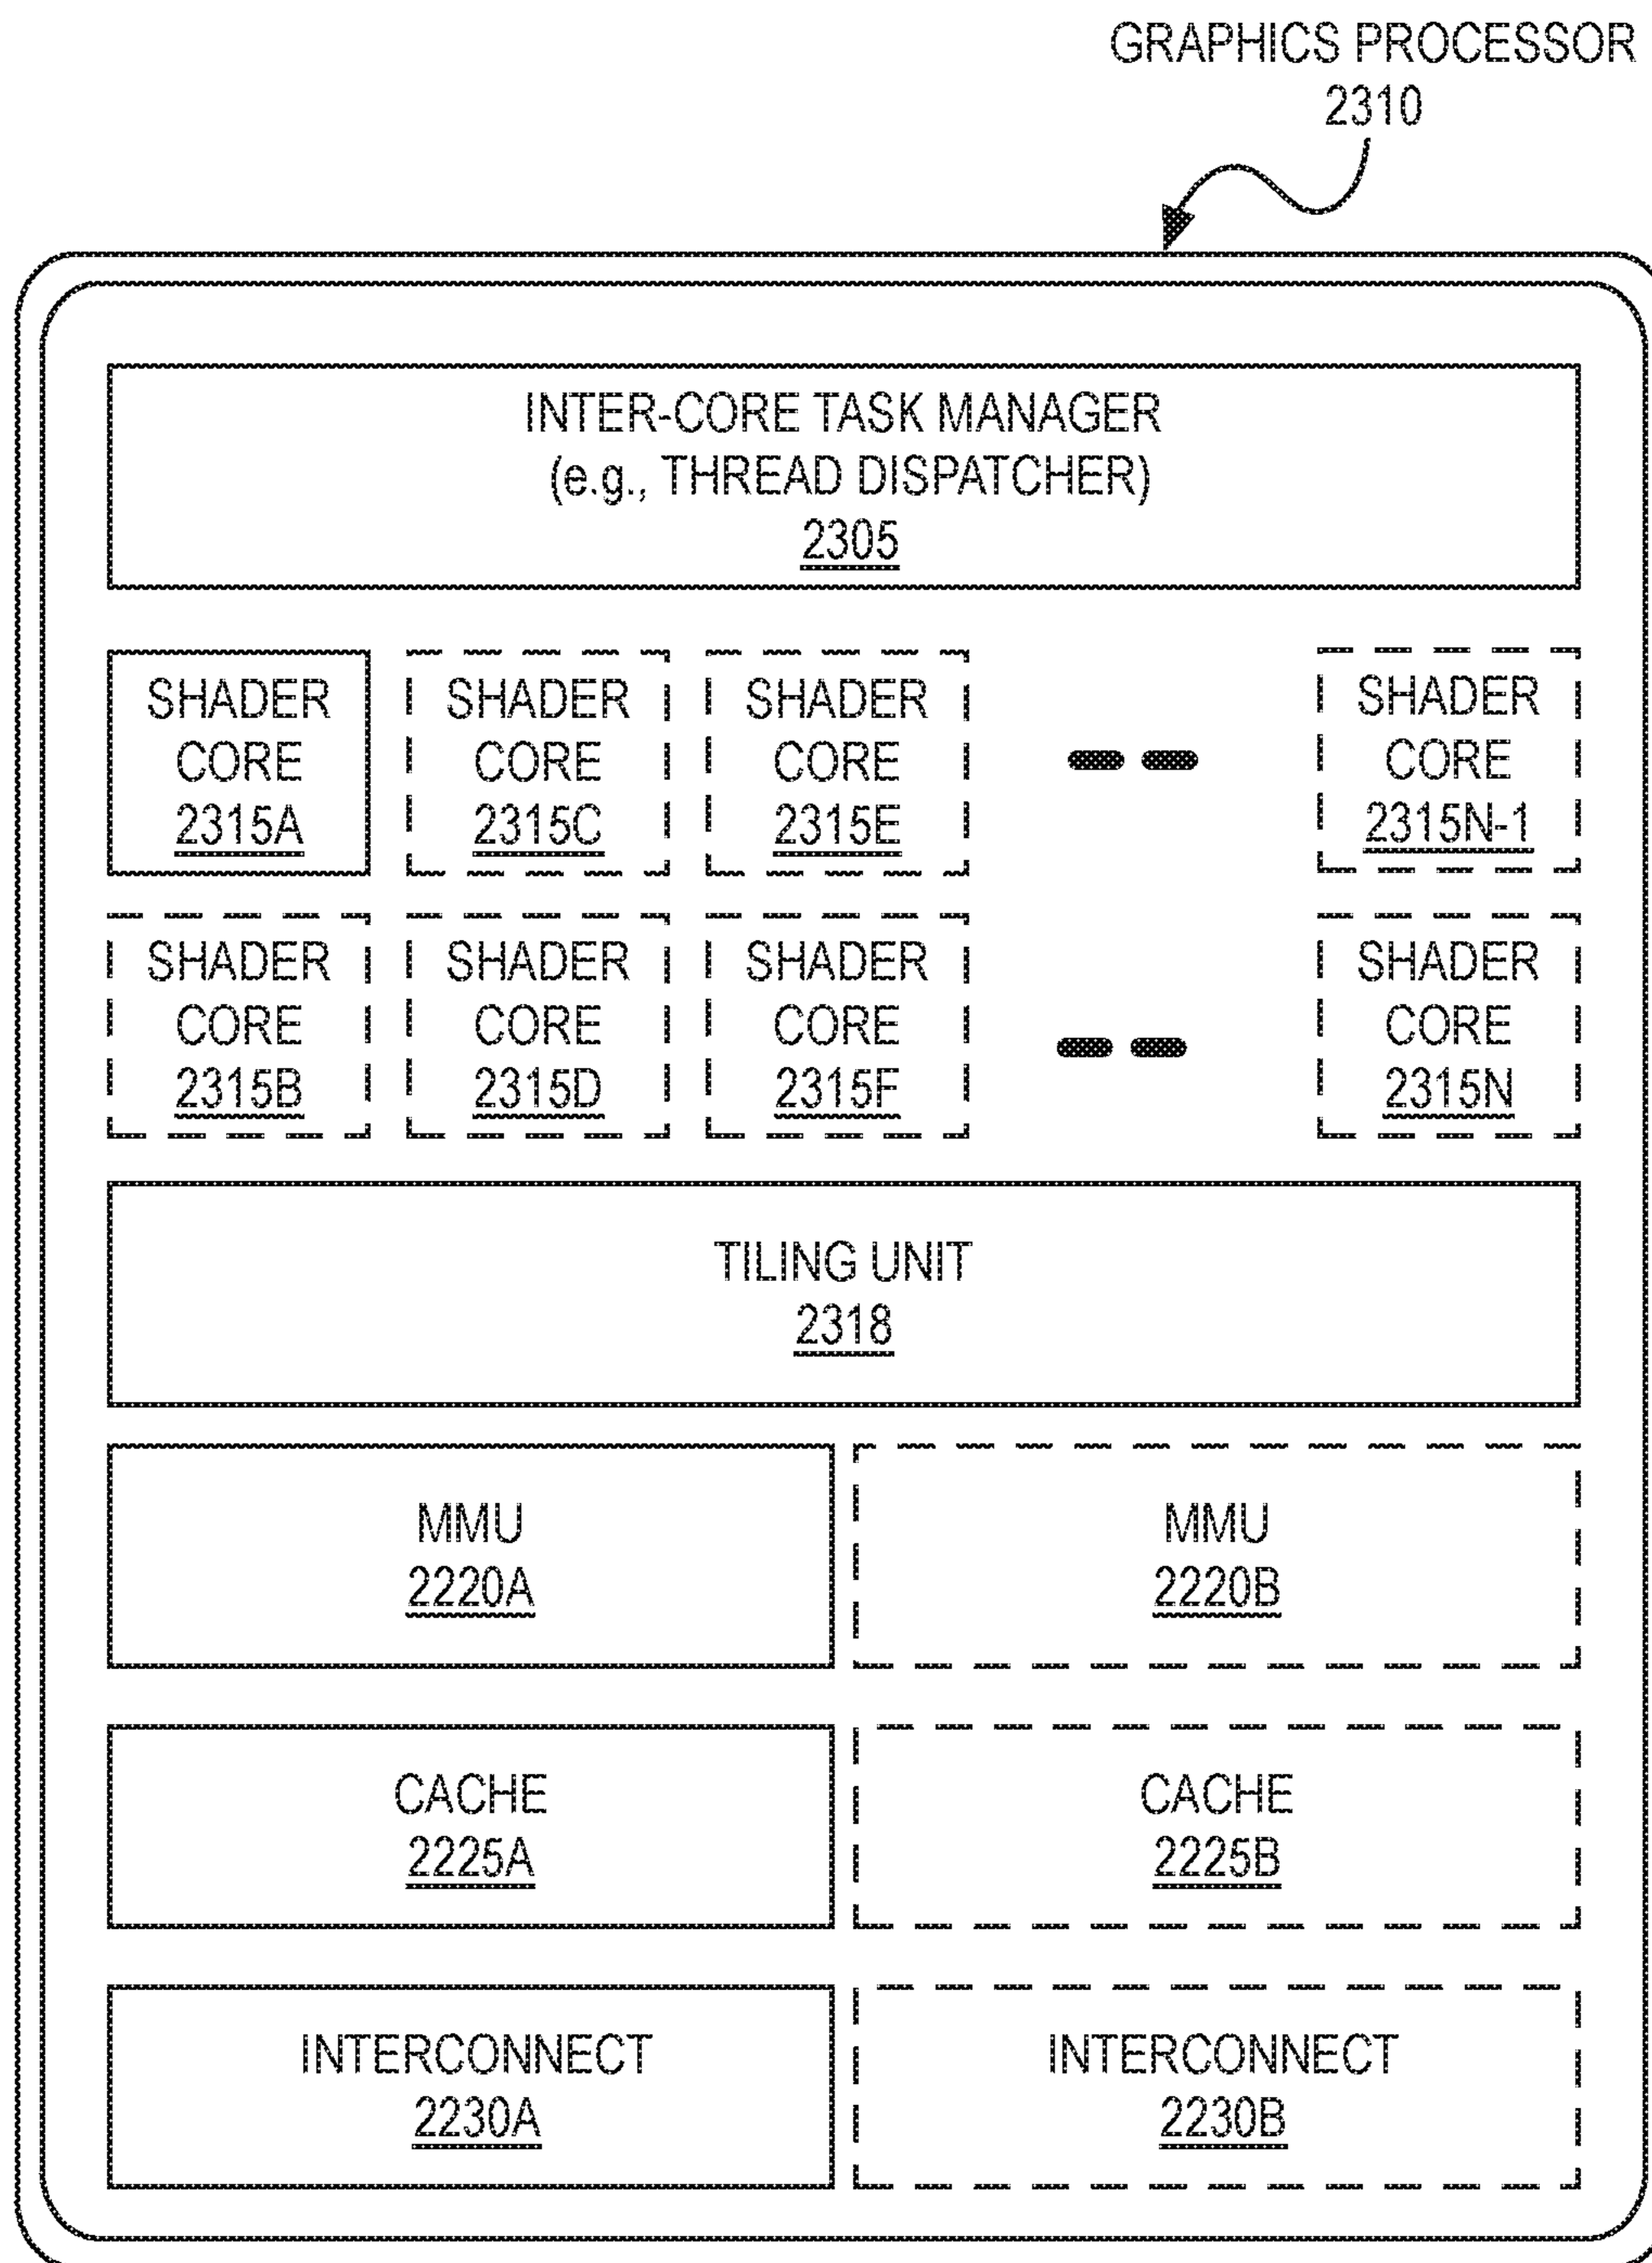 GRAPHICS PROCESSOR
2310
INTER-CORE TASK MANAGER
(e.g., THREAD DISPATCHER)
2305
SHADER
CORE
2315A
SHADER
CORE
2315C
SHADER
CORE
2315E
SHADER
CORE
2315N-1
SHADER
CORE
2315B
SHADER
CORE
2315D
SHADER
CORE
2315F
SHADER
CORE
2315N
TILING UNIT
2318
MMU
2220A
MMU
2220B
CACHE
2225A
CACHE
2225B
INTERCONNECT
2230A
INTERCONNECT
2230B